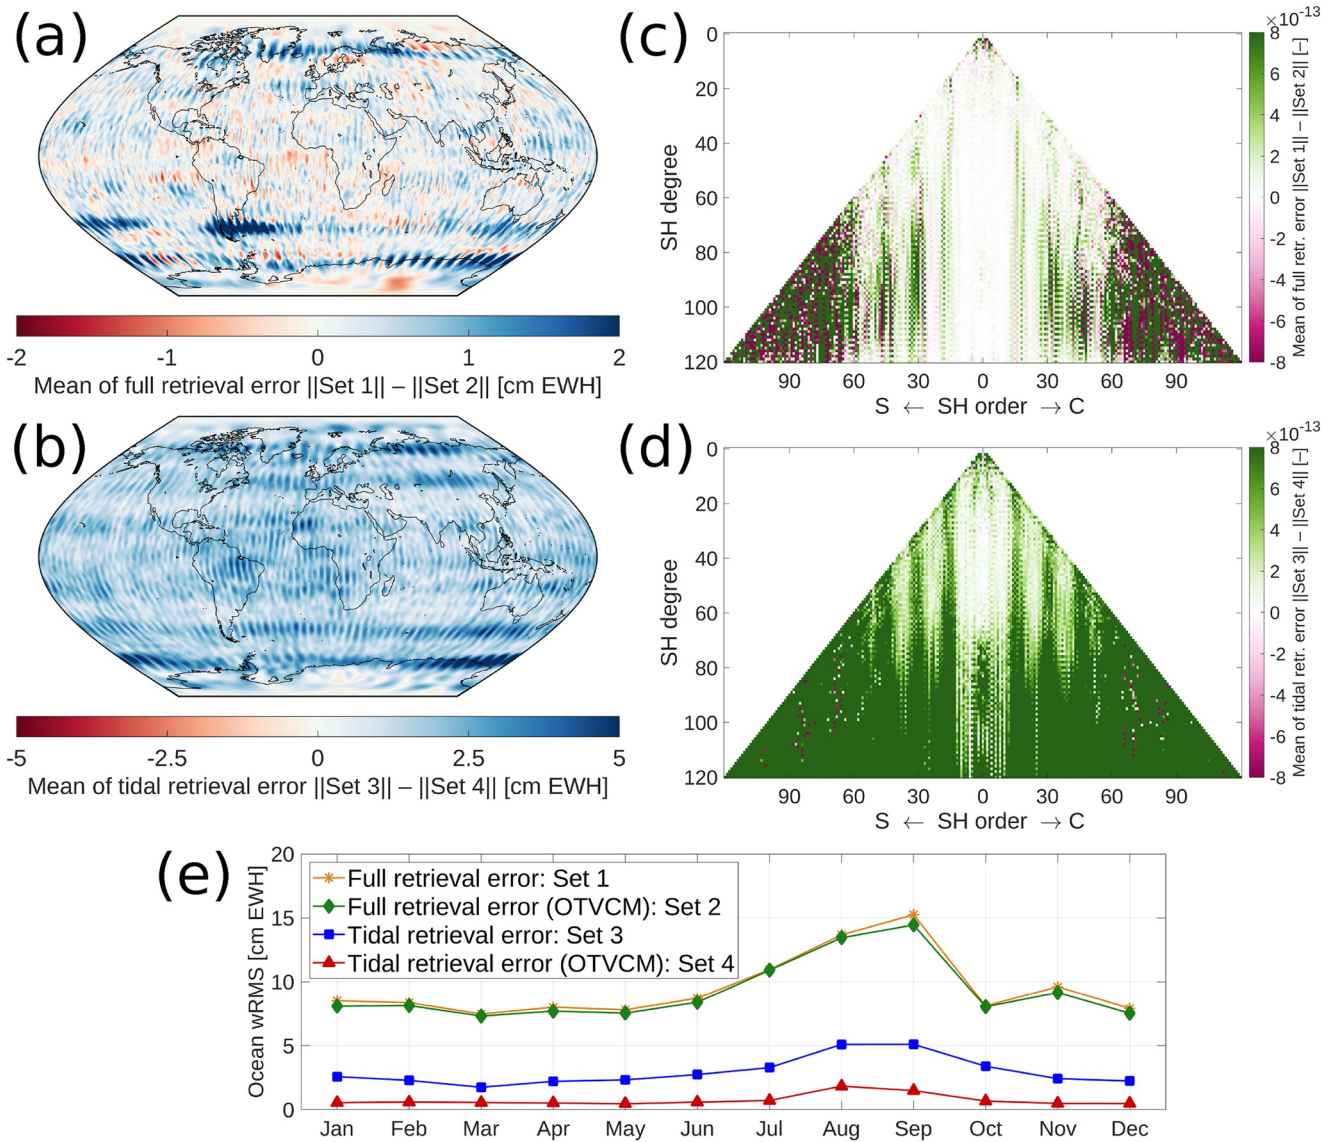 (a)
-2 -1 0 1 2
Mean of full retrieval error ||Set 1|| – ||Set 2|| [cm EWH]
(b)
-5 -2.5 0 2.5 5
Mean of tidal retrieval error ||Set 3|| – ||Set 4|| [cm EWH]
(c)
0
20
40
60
80
100
120
SH degree
90 60 30 0 30 60 90
S ← SH order → C
×10⁻¹³
8
6
4
2
0
-2
-4
-6
-8
Mean of full retr. error ||Set 1|| – ||Set 2|| [–]
(d)
0
20
40
60
80
100
120
SH degree
90 60 30 0 30 60 90
S ← SH order → C
×10⁻¹³
8
6
4
2
0
-2
-4
-6
-8
Mean of tidal retr. error ||Set 3|| – ||Set 4|| [–]
(e)
20
15
10
5
0
Ocean wRMS [cm EWH]
Full retrieval error: Set 1
Full retrieval error (OTVCM): Set 2
Tidal retrieval error: Set 3
Tidal retrieval error (OTVCM): Set 4
Jan Feb Mar Apr May Jun Jul Aug Sep Oct Nov Dec